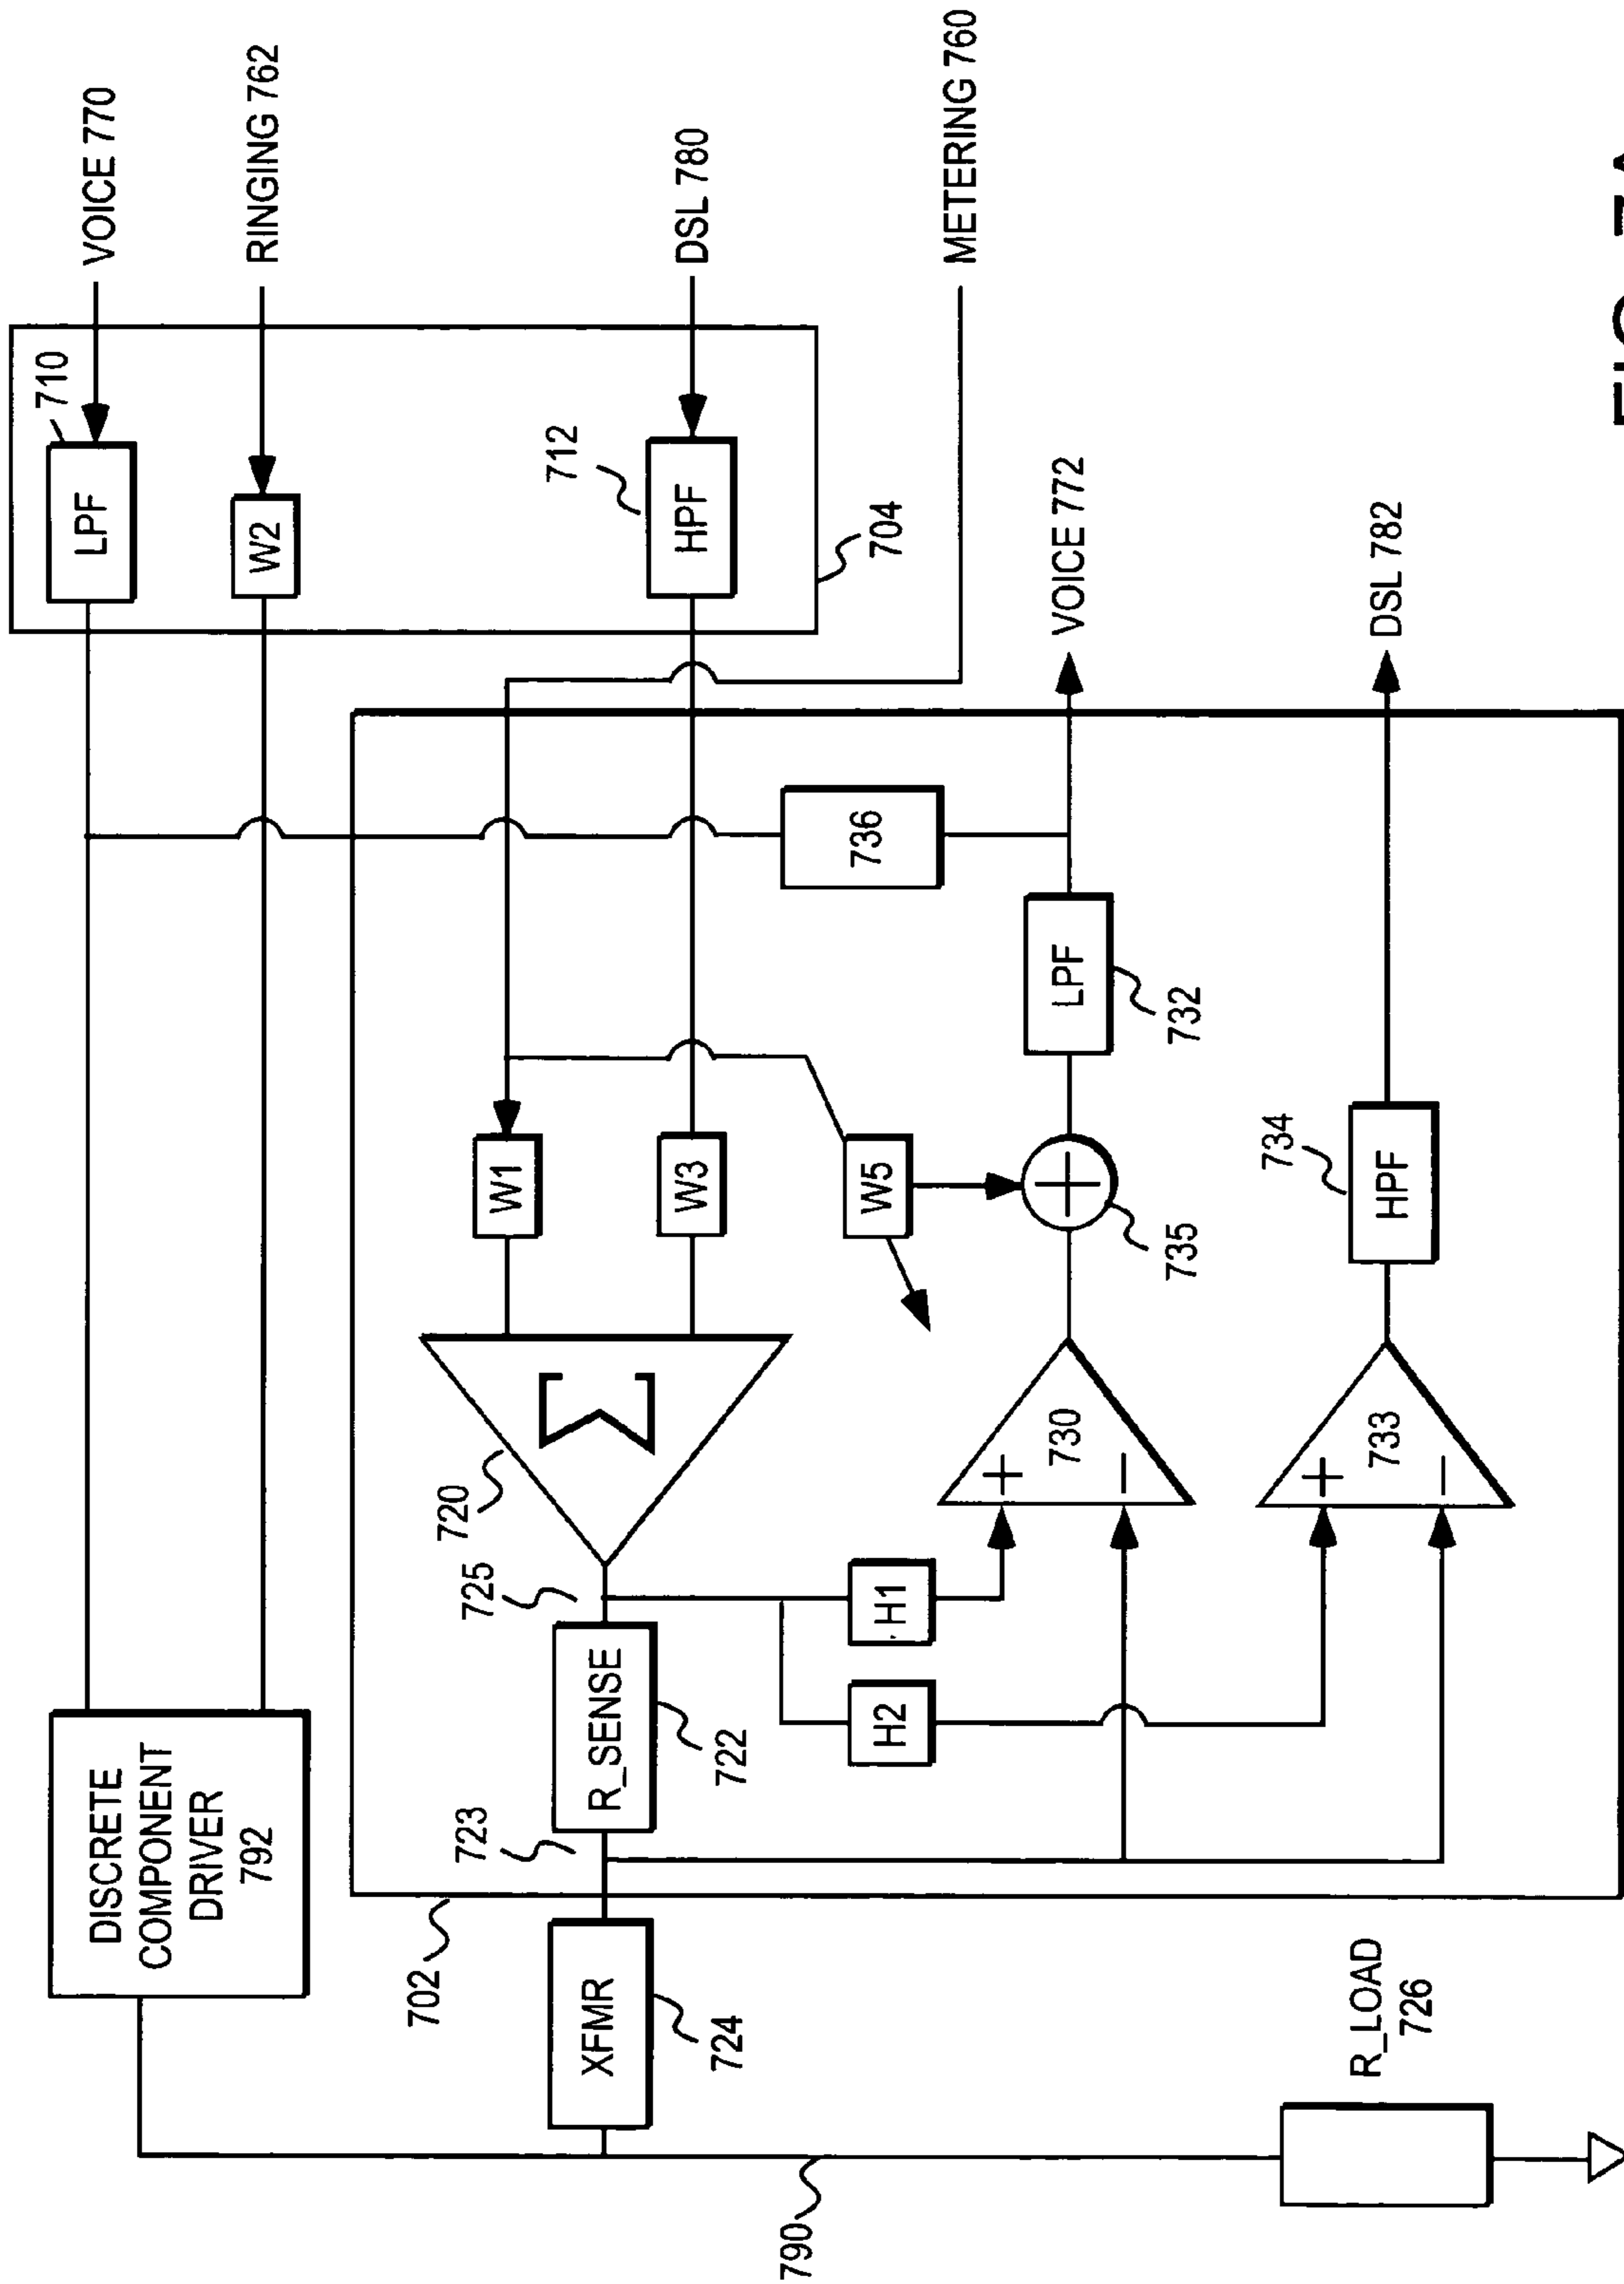 VOICE 770
RINGING 762
DSL 780
METERING 760
710
LPF
W2
712
HPF
704
DISCRETE
COMPONENT
DRIVER
792
736
VOICE 772
DSL 782
W1
W3
W5
LPF
732
735
734
HPF
720
Σ
+
730
−
+
733
−
725
R_SENSE
722
723
H1
H2
702
XFMR
724
790
R_LOAD
726